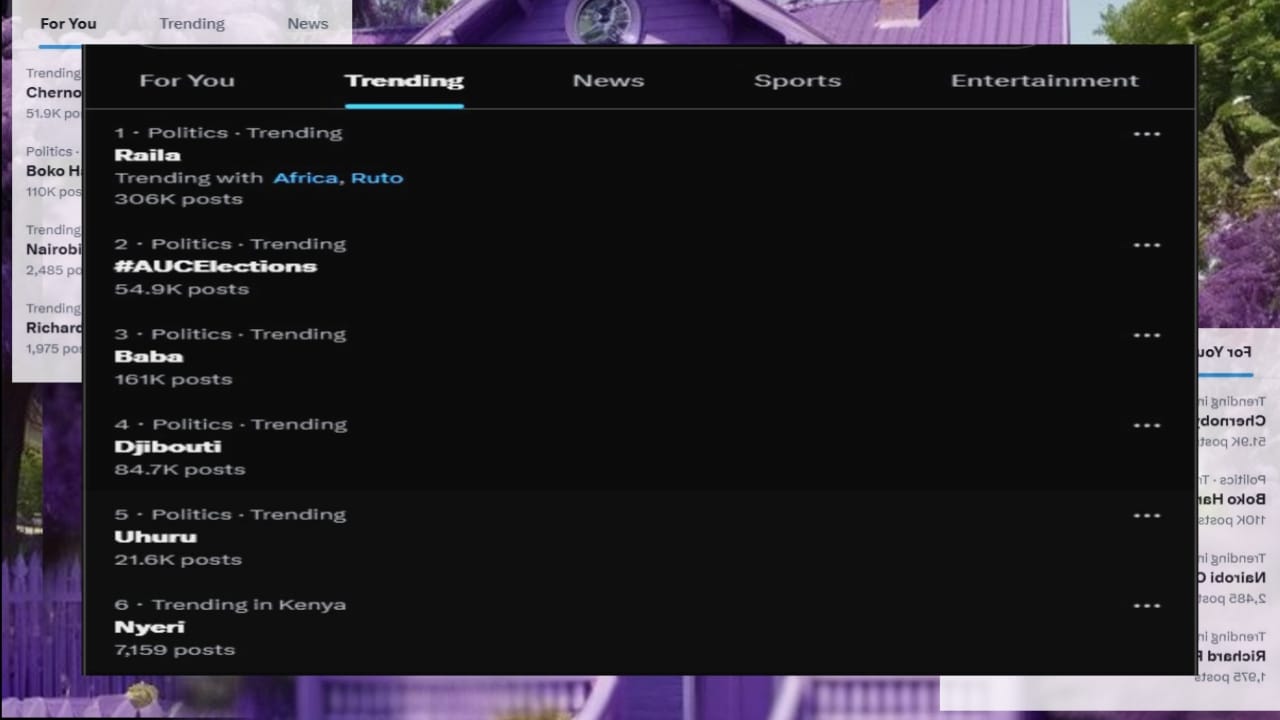 For You Trending News
Trending
Cherno
51.9K po
Politics ·
Boko H
110K pos
Trending
Nairobi
2,485 po
Trending
Richard
1,975 po
For You Trending News Sports Entertainment
1 · Politics · Trending
Raila
Trending with Africa, Ruto
306K posts
2 · Politics · Trending
#AUCElections
54.9K posts
3 · Politics · Trending
Baba
161K posts
4 · Politics · Trending
Djibouti
84.7K posts
5 · Politics · Trending
Uhuru
21.6K posts
6 · Trending in Kenya
Nyeri
7,159 posts
For You
Trending in
Chernoby
51.9K posts
Politics · T
Boko Har
110K posts
Trending
Nairobi C
2,485 pos
Trending in
Richard R
1,975 posts